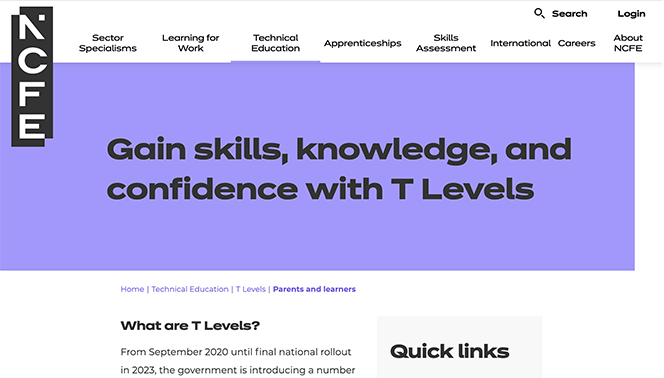 NCFE
Search Login
Sector Specialisms
Learning for Work
Technical Education
Apprenticeships
Skills Assessment
International
Careers
About NCFE
Gain skills, knowledge, and
confidence with T Levels
Home | Technical Education | T Levels | Parents and learners
What are T Levels?
From September 2020 until final national rollout
in 2023, the government is introducing a number
Quick links